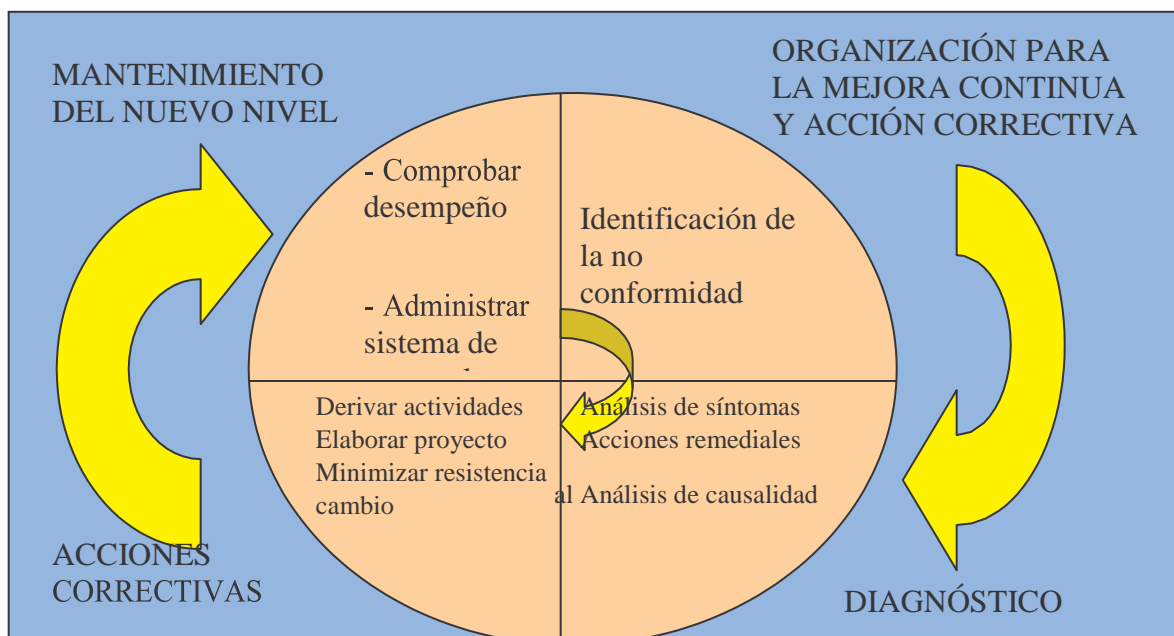 MANTENIMIENTO
DEL NUEVO NIVEL
ORGANIZACIÓN PARA
LA MEJORA CONTINUA
Y ACCIÓN CORRECTIVA
- Comprobar
desempeño
- Administrar
sistema de
Identificación de
la no
conformidad
Derivar actividades
Elaborar proyecto
Minimizar resistencia
al
cambio
Análisis de síntomas
Acciones remediales
Análisis de causalidad
ACCIONES
CORRECTIVAS
DIAGNÓSTICO